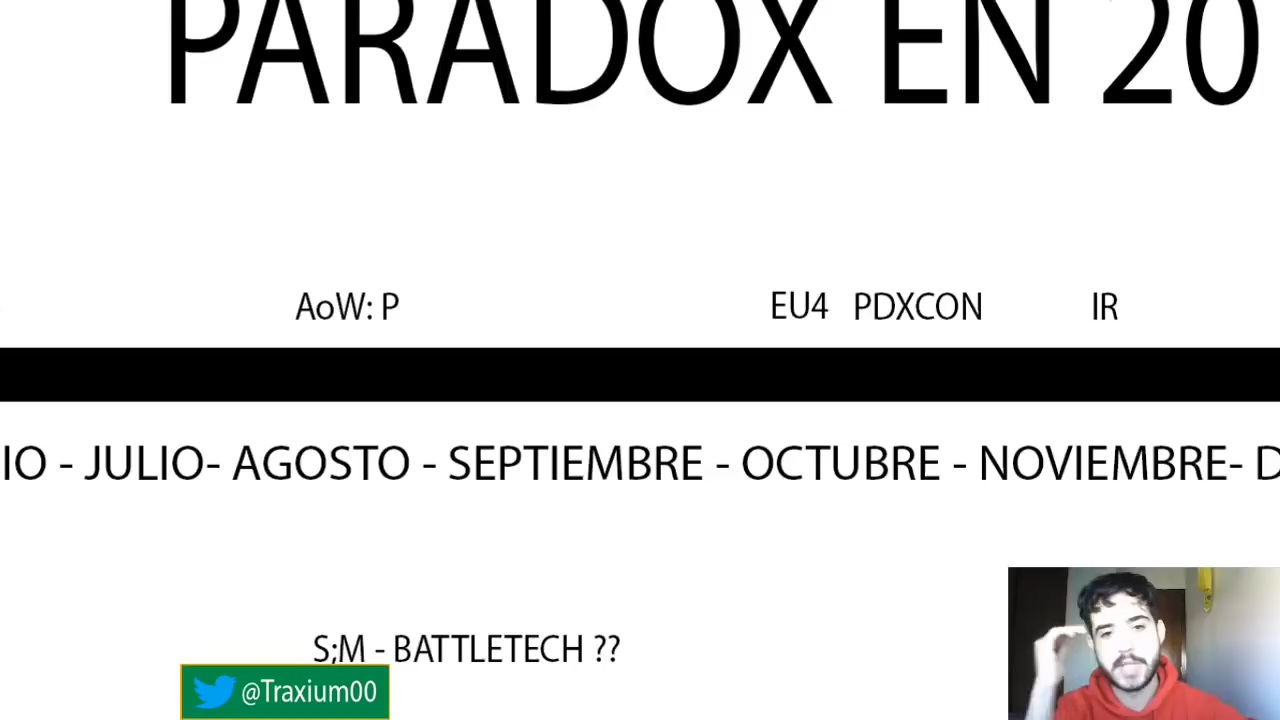 PARADOX EN 20
AoW: P EU4 PDXCON IR
IO - JULIO- AGOSTO - SEPTIEMBRE - OCTUBRE - NOVIEMBRE- D
S;M - BATTLETECH ??
@Traxium00